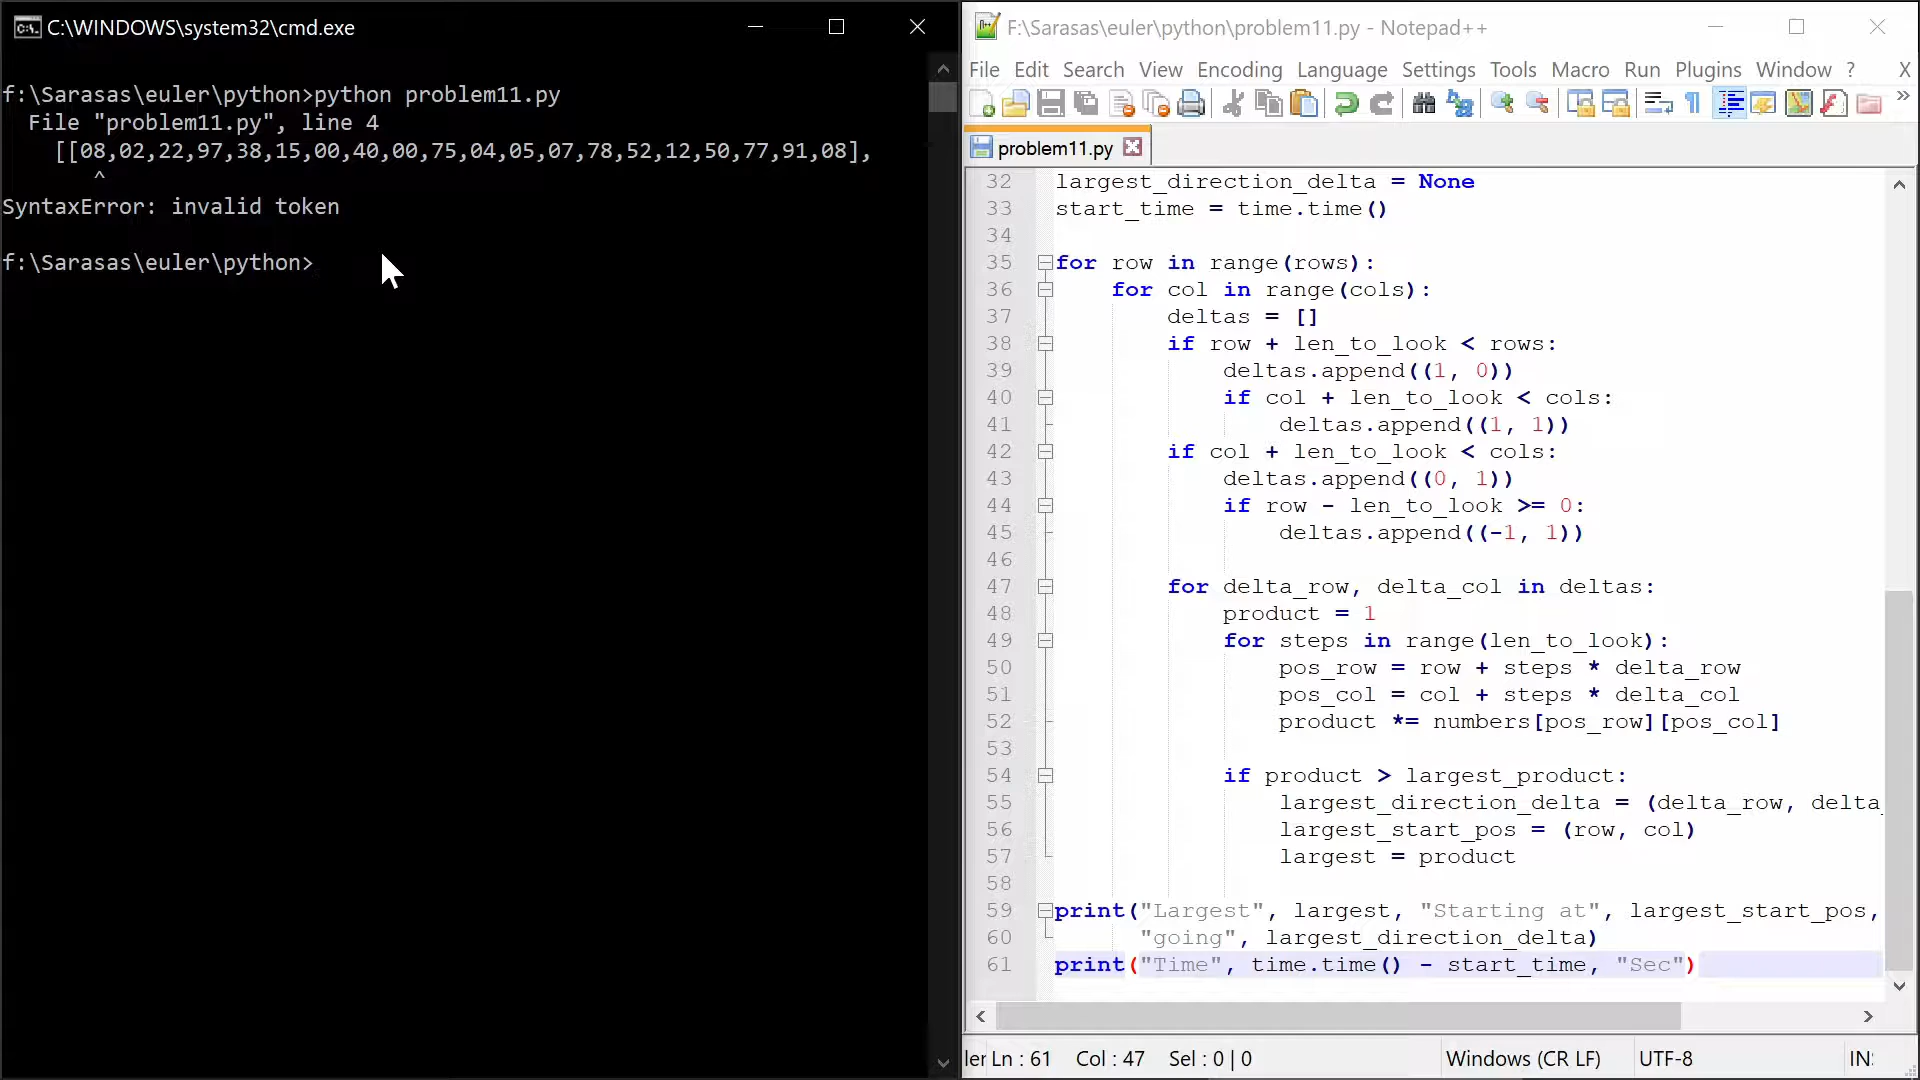 C:\WINDOWS\system32\cmd.exe
f:\Sarasas\euler\python>python problem11.py
File "problem11.py", line 4
[[08,02,22,97,38,15,00,40,00,75,04,05,07,78,52,12,50,77,91,08],
^
SyntaxError: invalid token
f:\Sarasas\euler\python>
F:\Sarasas\euler\python\problem11.py - Notepad++
File Edit Search View Encoding Language Settings Tools Macro Run Plugins Window ? X
problem11.py
32 largest_direction_delta = None
33 start_time = time.time()
34
35 for row in range(rows):
36 for col in range(cols):
37 deltas = []
38 if row + len_to_look < rows:
39 deltas.append((1, 0))
40 if col + len_to_look < cols:
41 deltas.append((1, 1))
42 if col + len_to_look < cols:
43 deltas.append((0, 1))
44 if row - len_to_look >= 0:
45 deltas.append((-1, 1))
46
47 for delta_row, delta_col in deltas:
48 product = 1
49 for steps in range(len_to_look):
50 pos_row = row + steps * delta_row
51 pos_col = col + steps * delta_col
52 product *= numbers[pos_row][pos_col]
53
54 if product > largest_product:
55 largest_direction_delta = (delta_row, delta_
56 largest_start_pos = (row, col)
57 largest = product
58
59 print("Largest", largest, "Starting at", largest_start_pos,
60 "going", largest_direction_delta)
61 print("Time", time.time() - start_time, "Sec")
ler Ln : 61 Col : 47 Sel : 0 | 0 Windows (CR LF) UTF-8 IN